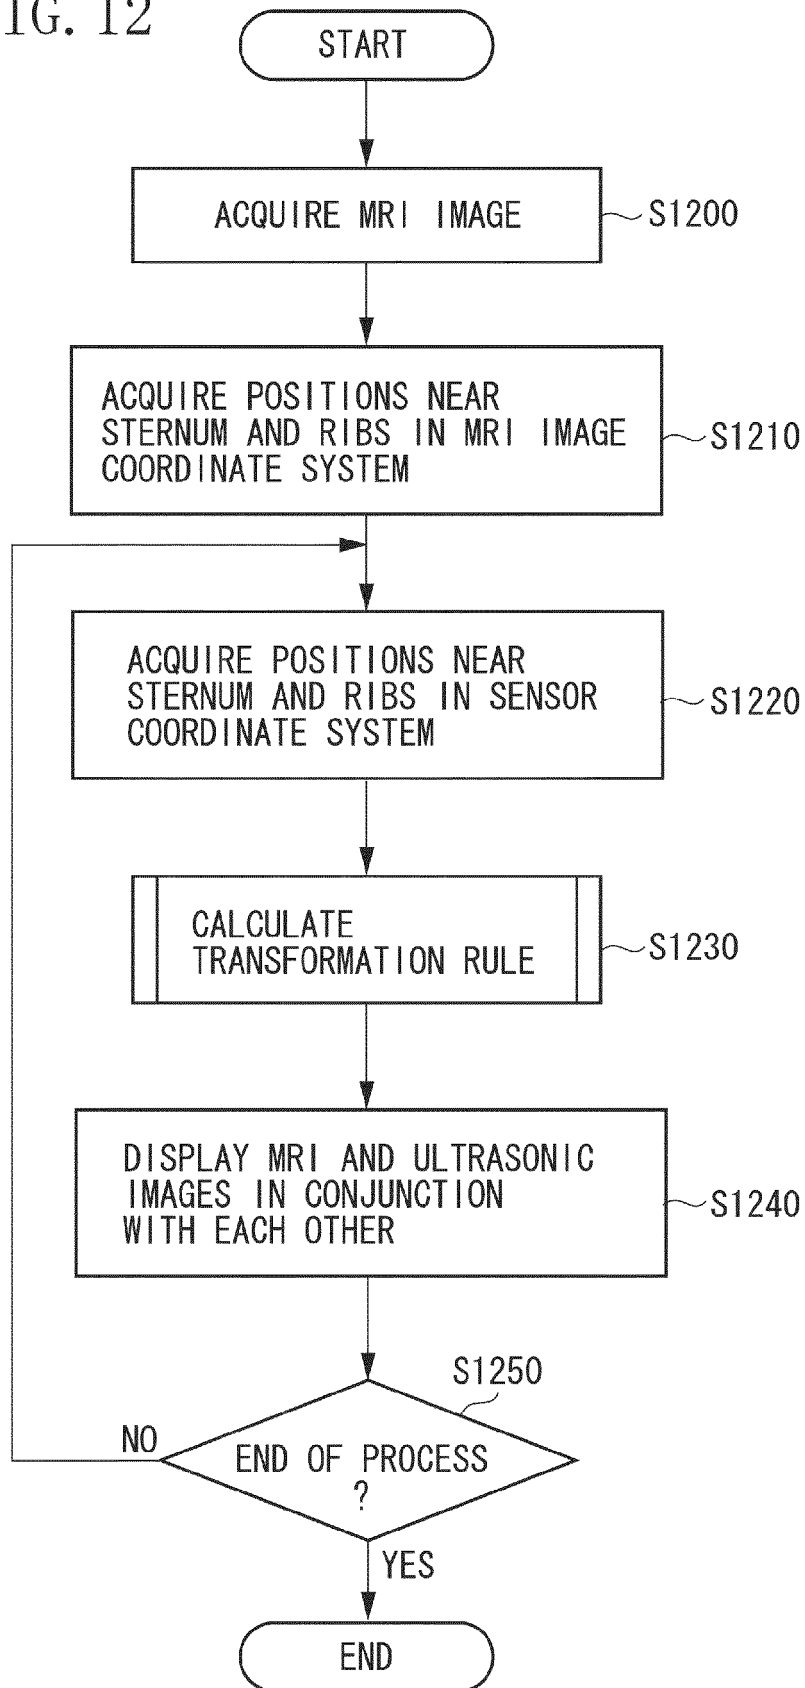 IG. 12
START
ACQUIRE MRI IMAGE
S1200
ACQUIRE POSITIONS NEAR
STERNUM AND RIBS IN MRI IMAGE
COORDINATE SYSTEM
S1210
ACQUIRE POSITIONS NEAR
STERNUM AND RIBS IN SENSOR
COORDINATE SYSTEM
S1220
CALCULATE
TRANSFORMATION RULE
S1230
DISPLAY MRI AND ULTRASONIC
IMAGES IN CONJUNCTION
WITH EACH OTHER
S1240
S1250
NO
END OF PROCESS
?
YES
END